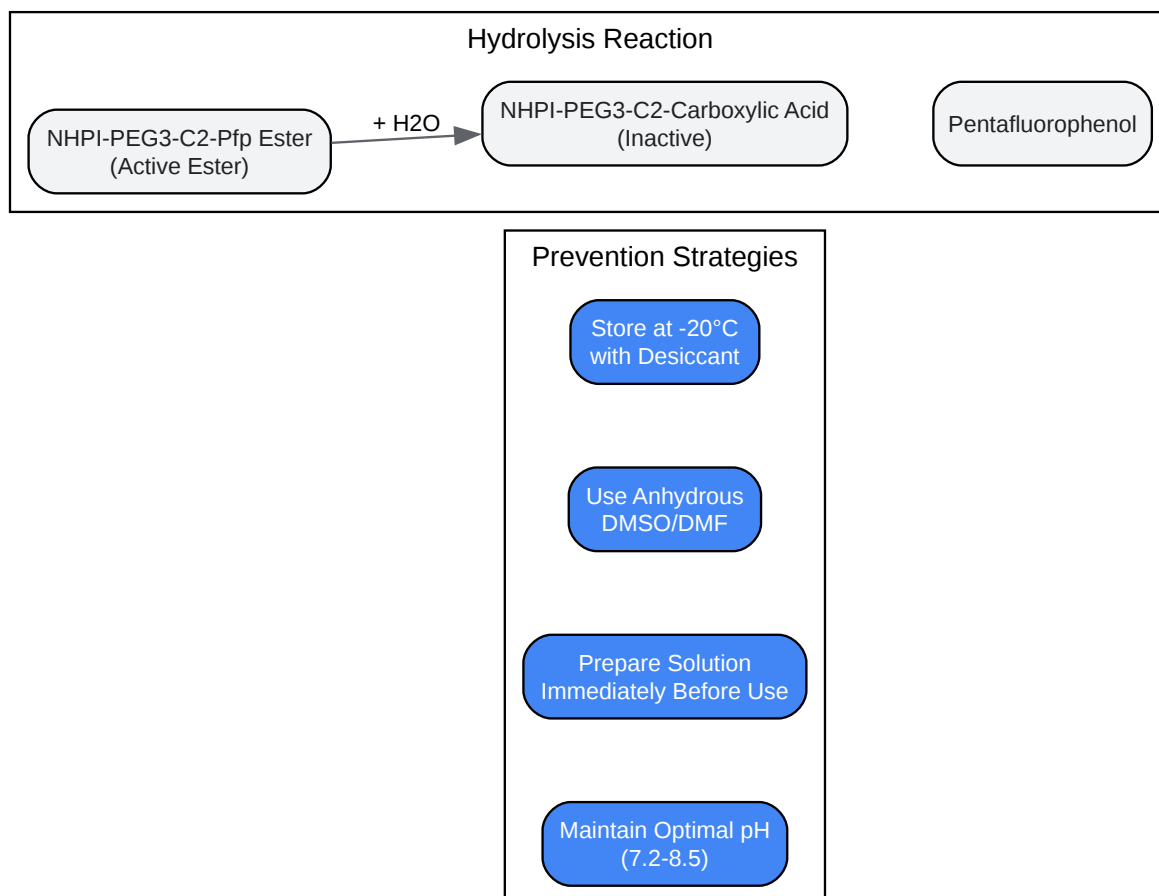 Hydrolysis Reaction
NHPI-PEG3-C2-Pfp Ester
(Active Ester)
+ H2O
NHPI-PEG3-C2-Carboxylic Acid
(Inactive)
Pentafluorophenol
Prevention Strategies
Store at -20°C
with Desiccant
Use Anhydrous
DMSO/DMF
Prepare Solution
Immediately Before Use
Maintain Optimal pH
(7.2-8.5)